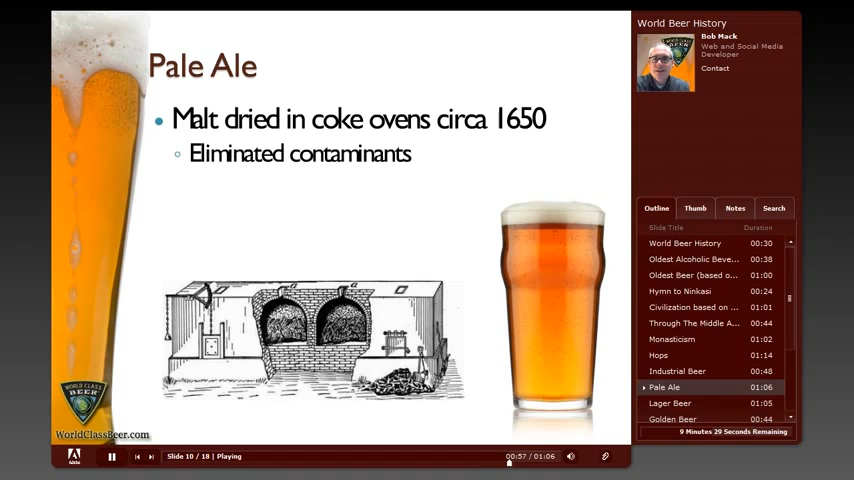 Pale Ale
• Malt dried in coke ovens circa 1650
○ Eliminated contaminants
WORLD CLASS
BEER
WorldClassBeer.com
World Beer History
Bob Mack
Web and Social Media
Developer
Contact
Outline Thumb Notes Search
Slide Title Duration
World Beer History 00:30
Oldest Alcoholic Beve... 00:38
Oldest Beer (based o... 01:00
Hymn to Ninkasi 00:24
Civilization based on ... 01:01
Through The Middle A... 00:44
Monasticism 01:02
Hops 01:14
Industrial Beer 00:48
Pale Ale 01:06
Lager Beer 01:05
Golden Beer 00:44
9 Minutes 29 Seconds Remaining
Slide 10 / 18 | Playing 00:57 / 01:06